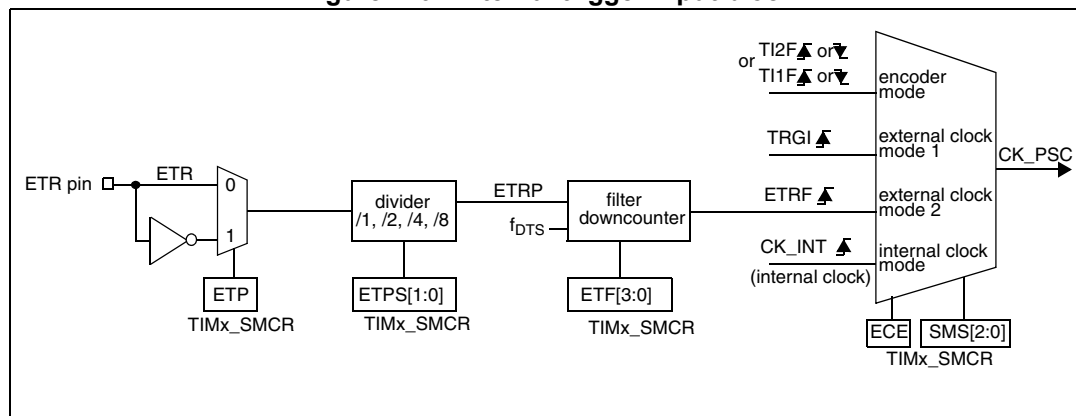 or TI2F or
TI1F or
encoder
mode
TRGI
external clock
mode 1
CK_PSC
ETR pin
ETR
0
1
divider
/1, /2, /4, /8
ETRP
filter
downcounter
fDTS
ETRF
external clock
mode 2
CK_INT
(internal clock)
internal clock
mode
ETP
TIMx_SMCR
ETPS[1:0]
TIMx_SMCR
ETF[3:0]
TIMx_SMCR
ECE
SMS[2:0]
TIMx_SMCR